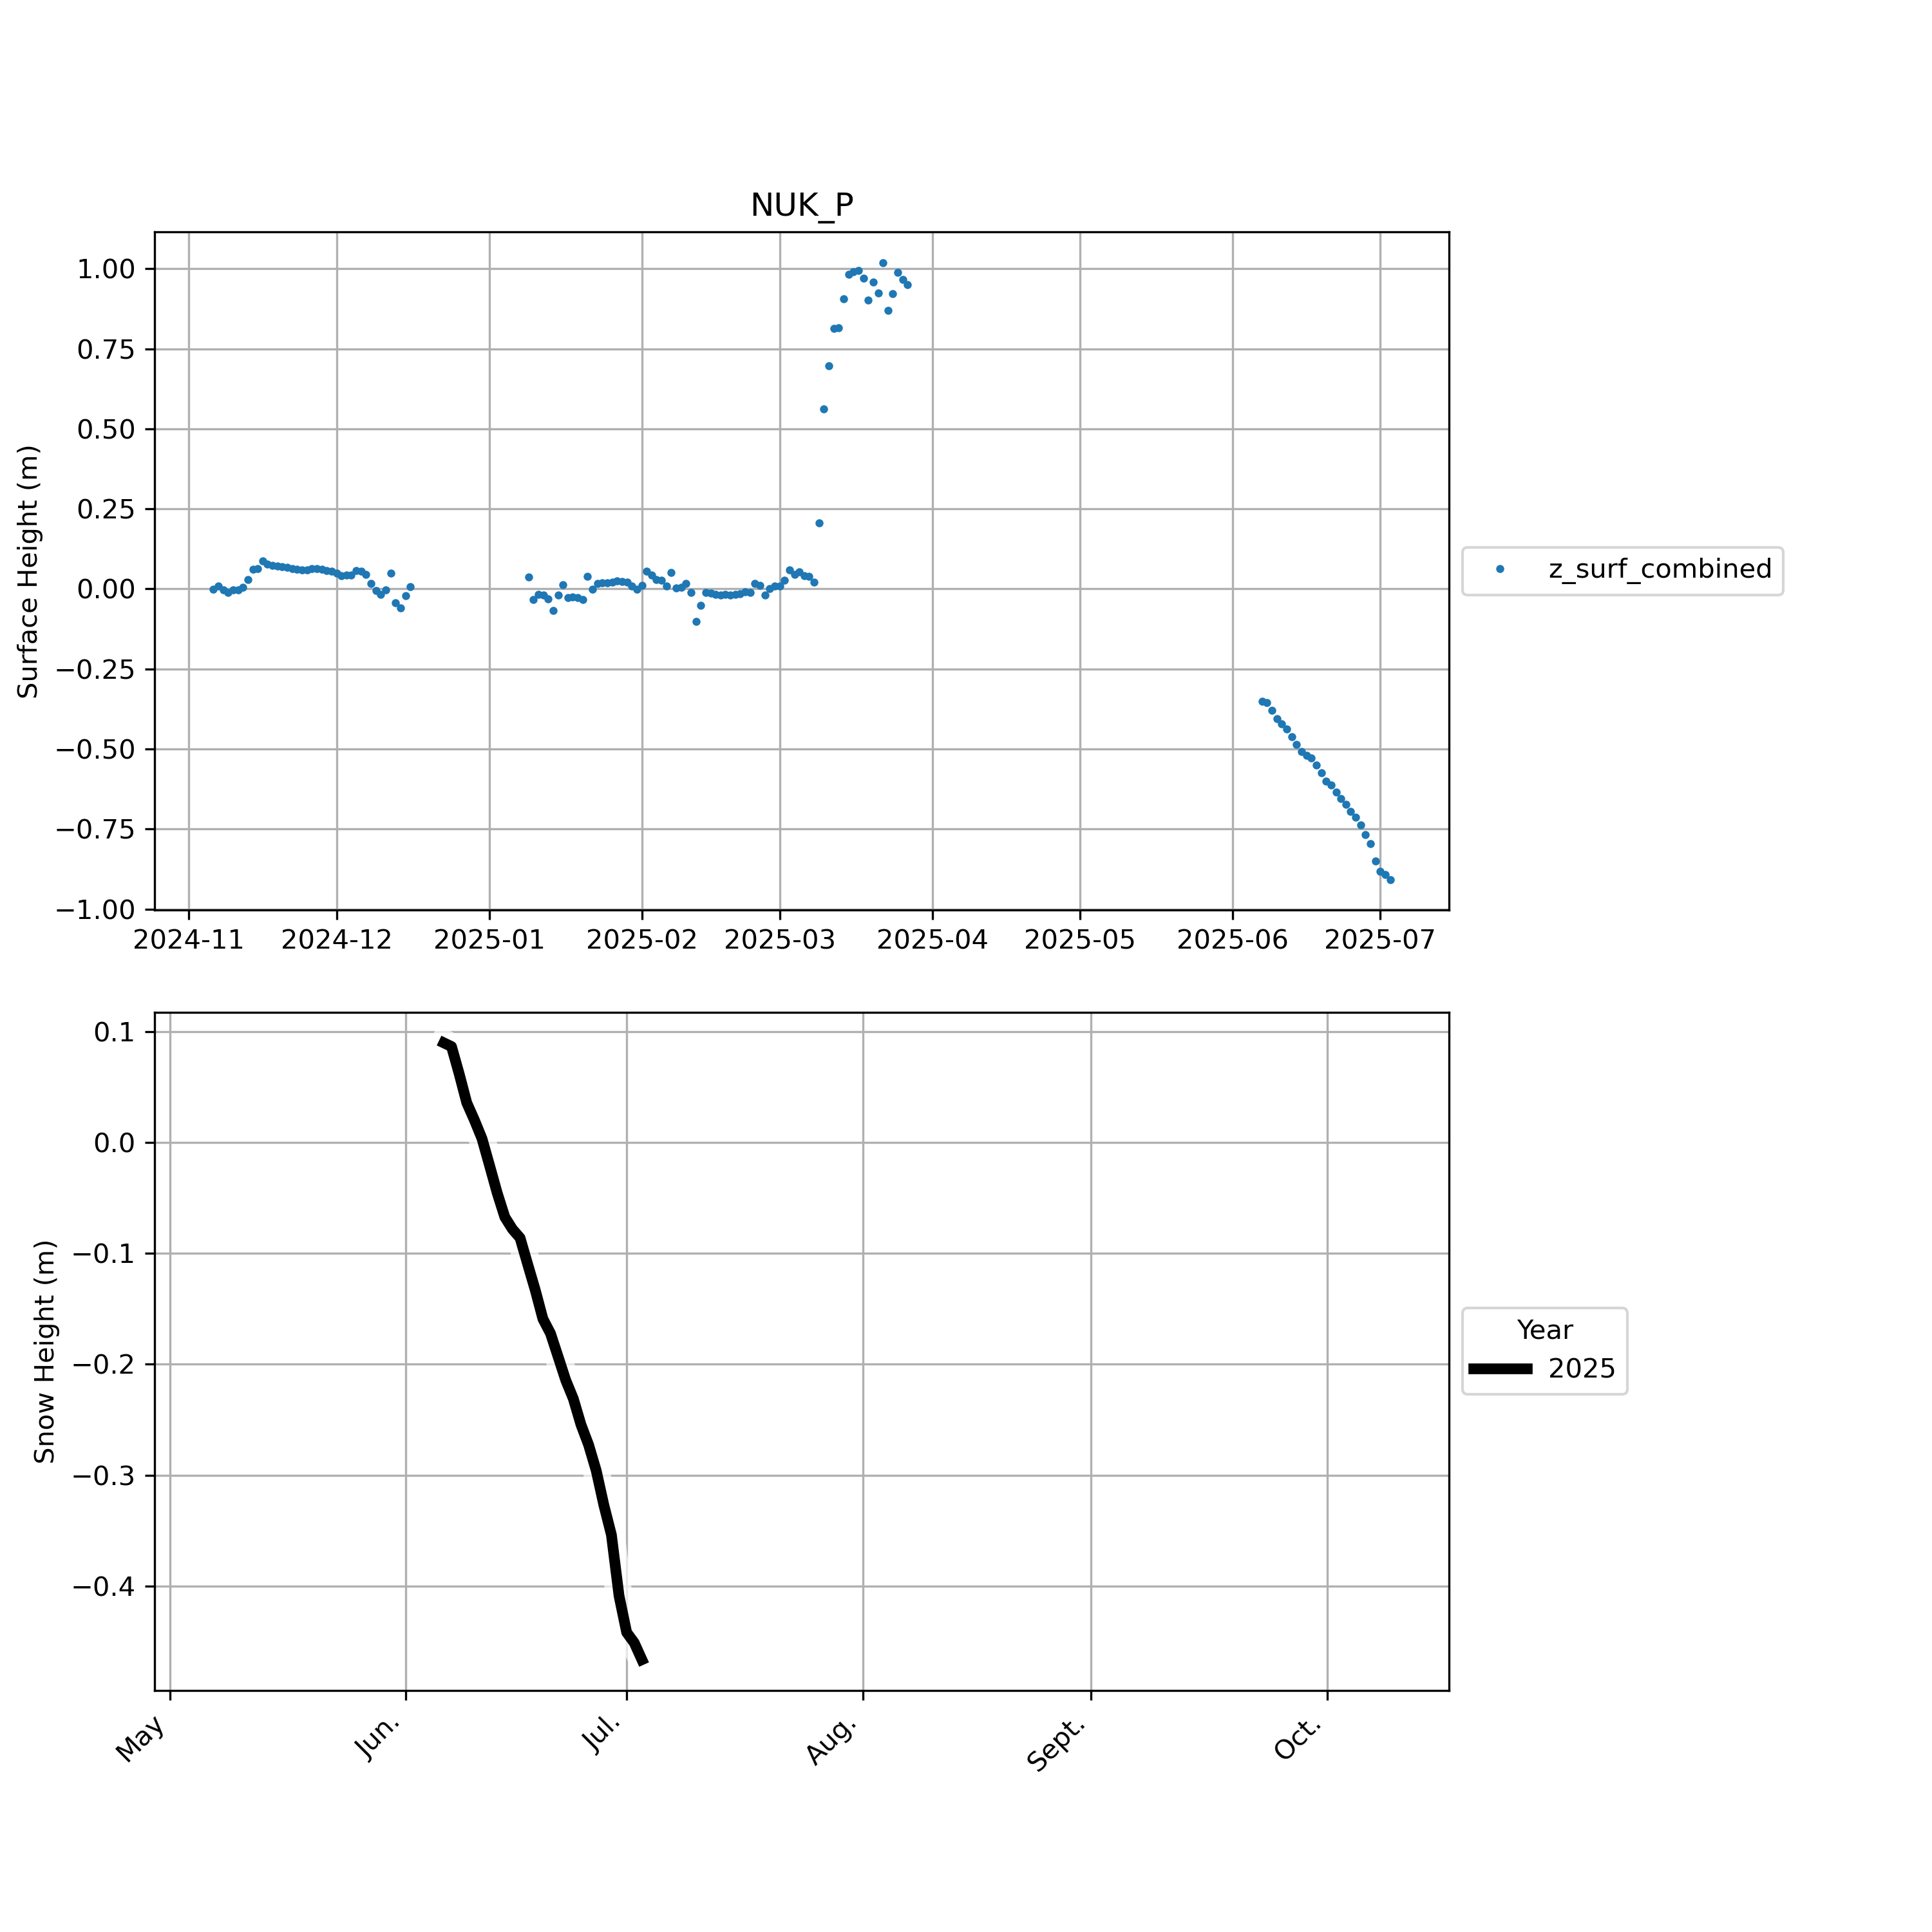 NUK_P
Surface Height (m)
1.00
0.75
0.50
0.25
0.00
−0.25
−0.50
−0.75
−1.00
2024-11 2024-12 2025-01 2025-02 2025-03 2025-04 2025-05 2025-06 2025-07
z_surf_combined
Snow Height (m)
0.1
0.0
−0.1
−0.2
−0.3
−0.4
May Jun. Jul. Aug. Sept. Oct.
Year
2025